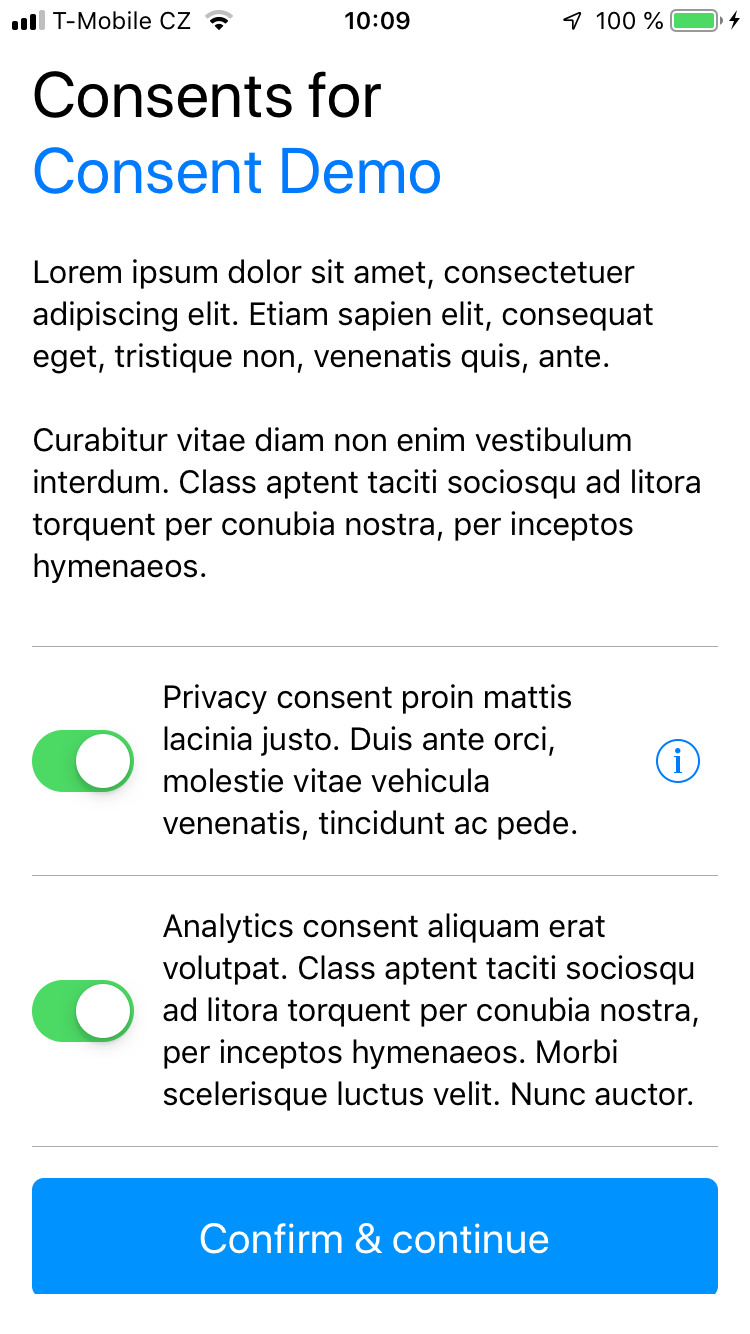 T-Mobile CZ 10:09 100 %
Consents for
Consent Demo
Lorem ipsum dolor sit amet, consectetuer
adipiscing elit. Etiam sapien elit, consequat
eget, tristique non, venenatis quis, ante.
Curabitur vitae diam non enim vestibulum
interdum. Class aptent taciti sociosqu ad litora
torquent per conubia nostra, per inceptos
hymenaeos.
Privacy consent proin mattis
lacinia justo. Duis ante orci,
molestie vitae vehicula
venenatis, tincidunt ac pede.
Analytics consent aliquam erat
volutpat. Class aptent taciti sociosqu
ad litora torquent per conubia nostra,
per inceptos hymenaeos. Morbi
scelerisque luctus velit. Nunc auctor.
Confirm & continue